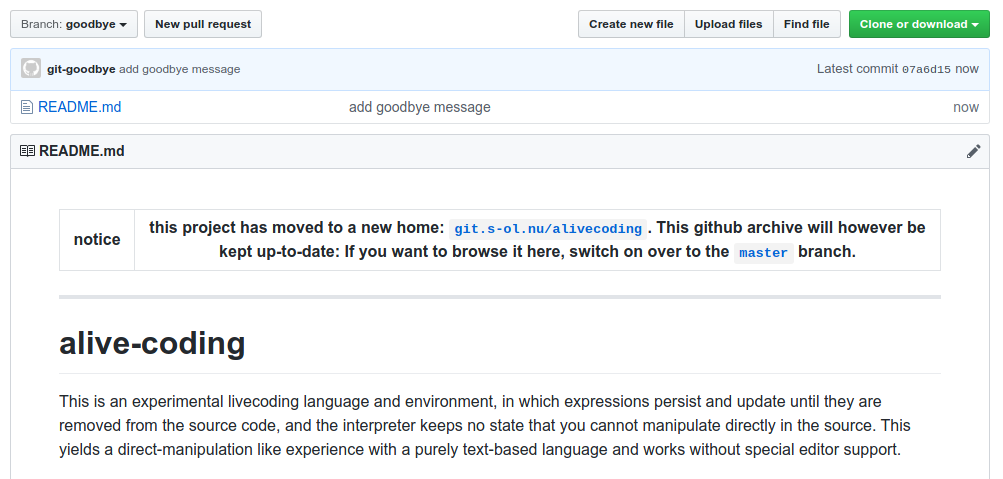 Branch: goodbye New pull request Create new file Upload files Find file Clone or download
git-goodbye add goodbye message Latest commit 07a6d15 now
README.md add goodbye message now
README.md
notice this project has moved to a new home: git.s-ol.nu/alivecoding. This github archive will however be
kept up-to-date: If you want to browse it here, switch on over to the master branch.
alive-coding
This is an experimental livecoding language and environment, in which expressions persist and update until they are
removed from the source code, and the interpreter keeps no state that you cannot manipulate directly in the source. This
yields a direct-manipulation like experience with a purely text-based language and works without special editor support.